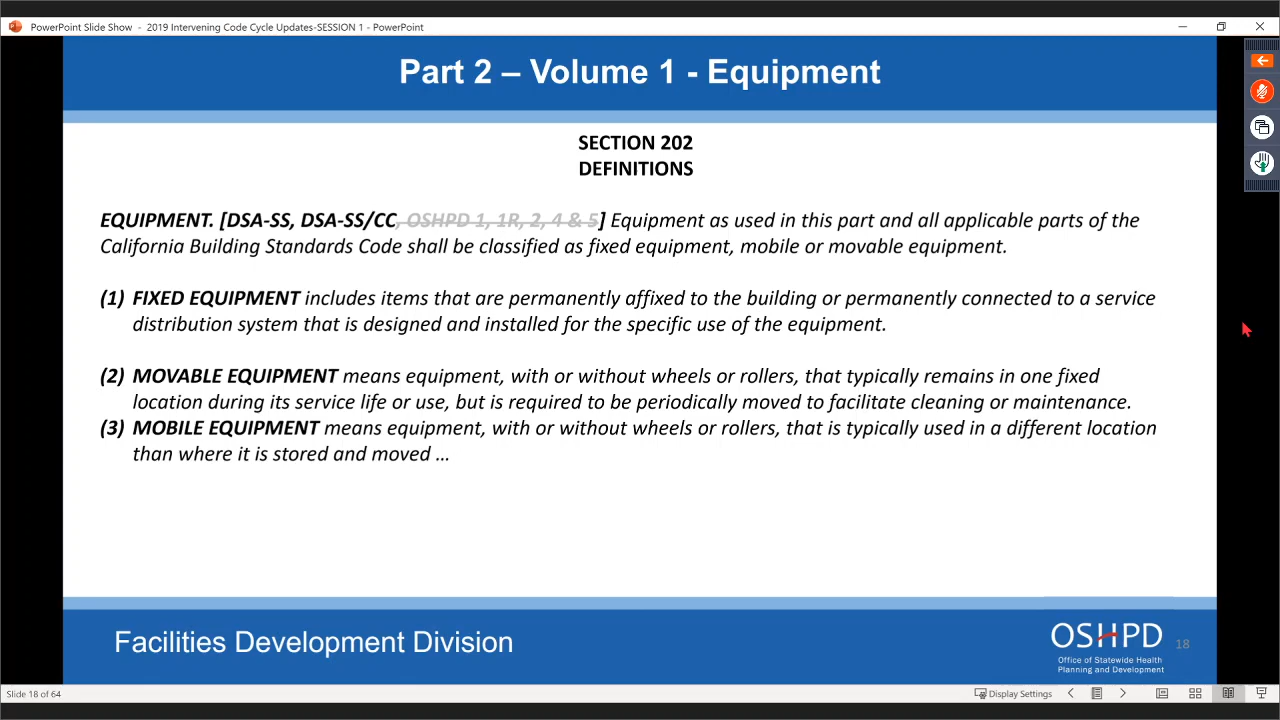 PowerPoint Slide Show - 2019 Intervening Code Cycle Updates-SESSION 1 - PowerPoint
Part 2 – Volume 1 - Equipment
SECTION 202
DEFINITIONS
EQUIPMENT. [DSA-SS, DSA-SS/CC, OSHPD 1, 1R, 2, 4 & 5] Equipment as used in this part and all applicable parts of the
California Building Standards Code shall be classified as fixed equipment, mobile or movable equipment.
(1) FIXED EQUIPMENT includes items that are permanently affixed to the building or permanently connected to a service
distribution system that is designed and installed for the specific use of the equipment.
(2) MOVABLE EQUIPMENT means equipment, with or without wheels or rollers, that typically remains in one fixed
location during its service life or use, but is required to be periodically moved to facilitate cleaning or maintenance.
(3) MOBILE EQUIPMENT means equipment, with or without wheels or rollers, that is typically used in a different location
than where it is stored and moved …
Facilities Development Division
OSHPD
Office of Statewide Health
Planning and Development
18
Slide 18 of 64
Display Settings